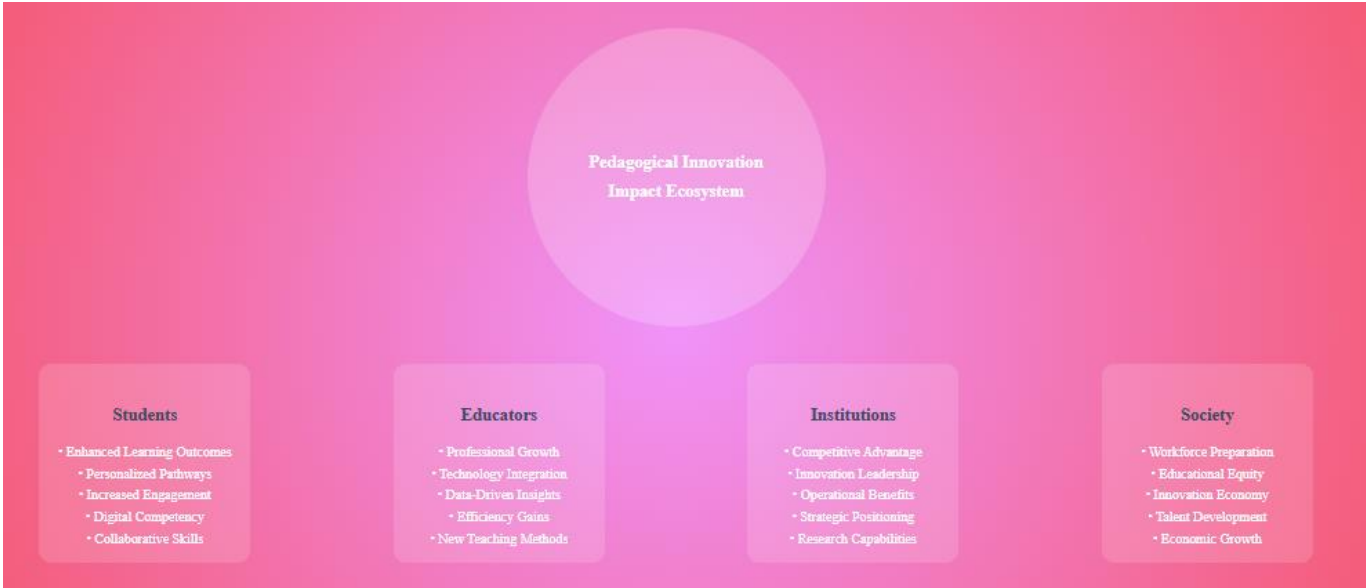 Pedagogical Innovation
Impact Ecosystem
Students
• Enhanced Learning Outcomes
• Personalized Pathways
• Increased Engagement
• Digital Competency
• Collaborative Skills
Educators
• Professional Growth
• Technology Integration
• Data-Driven Insights
• Efficiency Gains
• New Teaching Methods
Institutions
• Competitive Advantage
• Innovation Leadership
• Operational Benefits
• Strategic Positioning
• Research Capabilities
Society
• Workforce Preparation
• Educational Equity
• Innovation Economy
• Talent Development
• Economic Growth